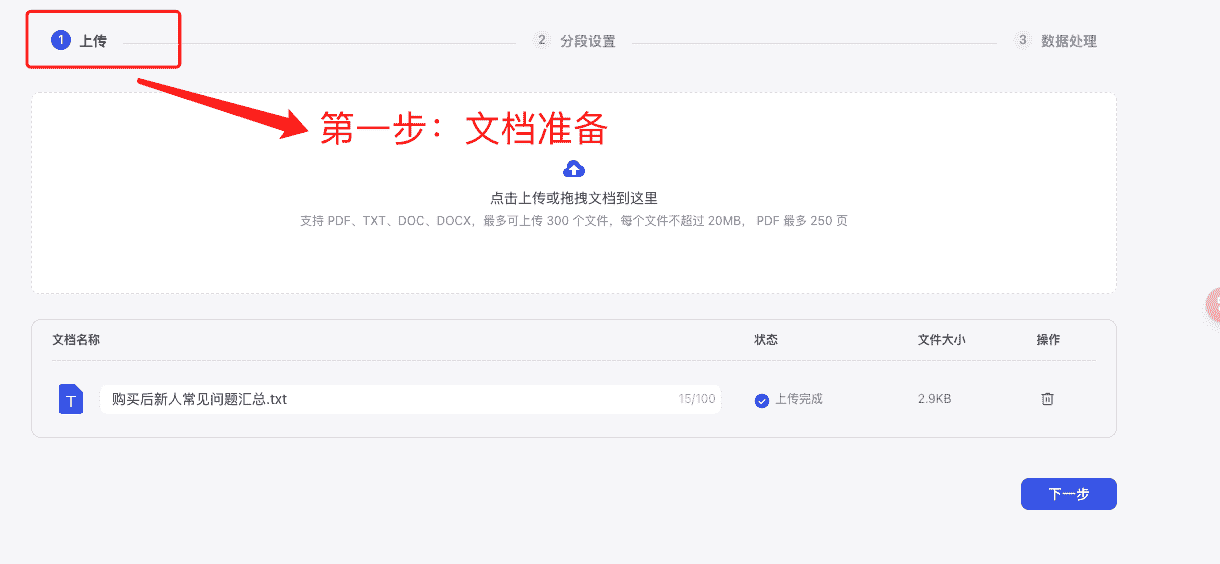 1 上传
2 分段设置
3 数据处理
第一步：文档准备
点击上传或拖拽文档到这里
支持 PDF、TXT、DOC、DOCX，最多可上传 300 个文件，每个文件不超过 20MB， PDF 最多 250 页
文档名称 状态 文件大小 操作
T 购买后新人常见问题汇总.txt 15/100 上传完成 2.9KB
下一步